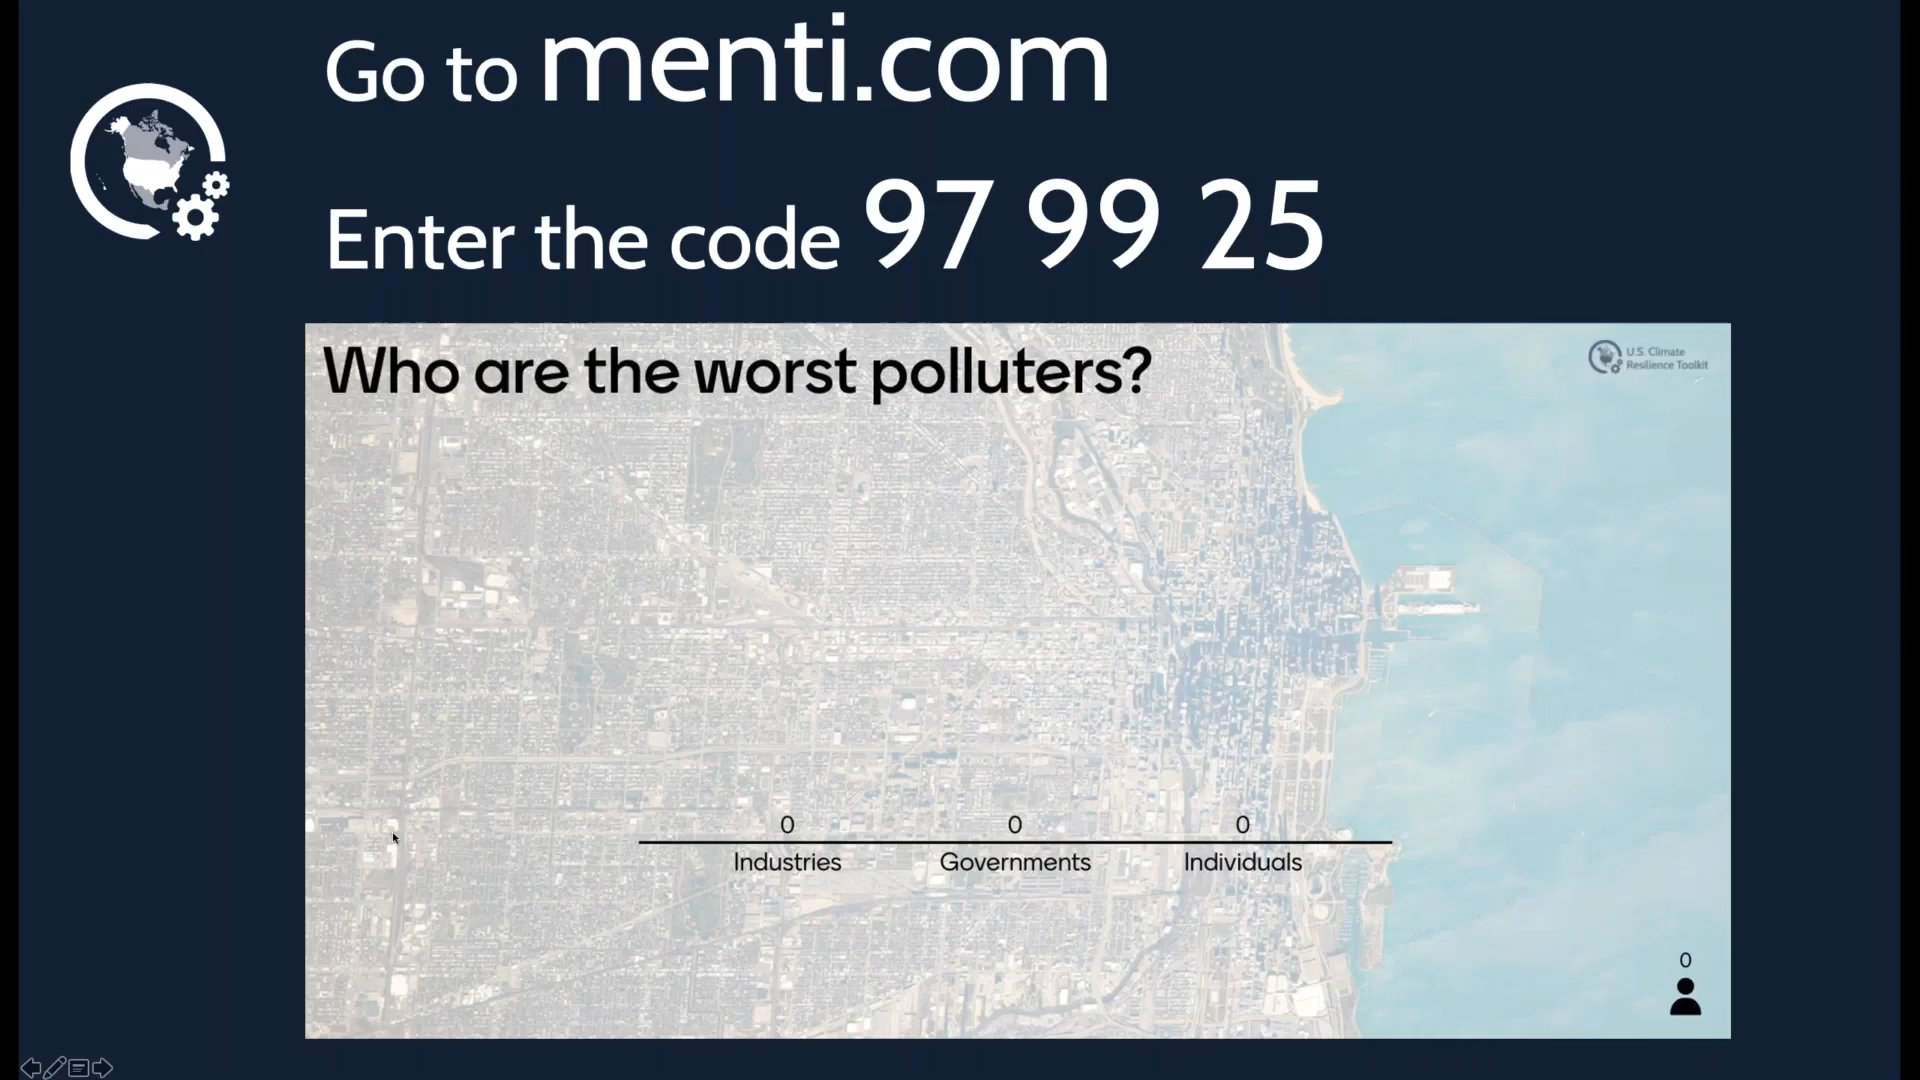 Go to menti.com
Enter the code 97 99 25
Who are the worst polluters?
U.S. Climate
Resilience Toolkit
0 0 0
Industries Governments Individuals
0